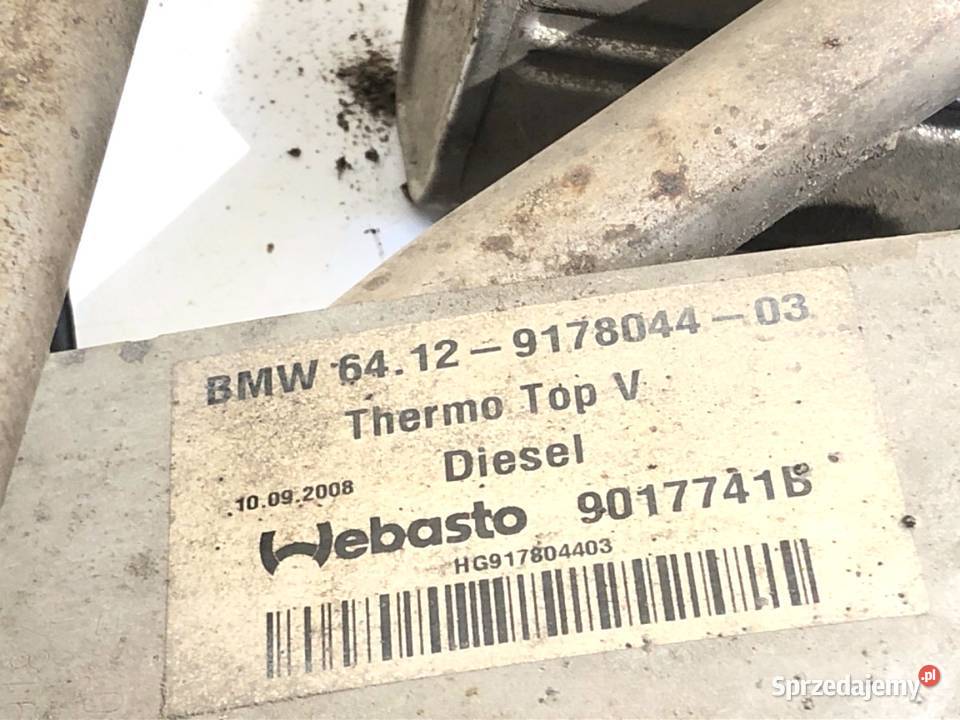 BMW 64.12-9178044-03
Thermo Top V
Diesel
.10.09.2008
Webasto 9017741B
HG917804403
Sprzedajemy.pl